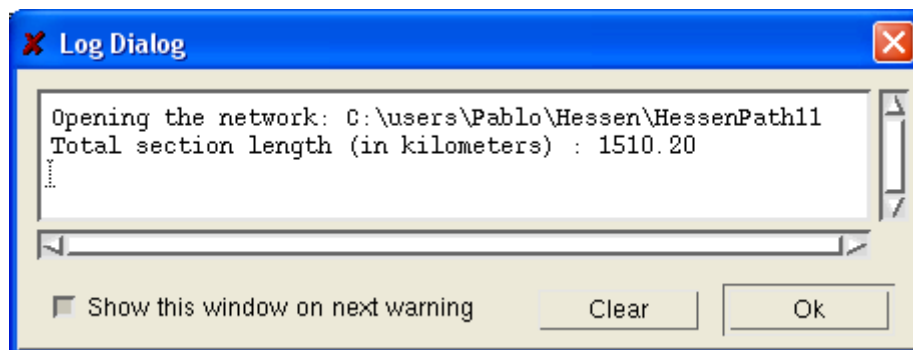 Log Dialog
Opening the network: C:\users\Pablo\Hessen\HessenPath11
Total section length (in kilometers) : 1510.20
Show this window on next warning
Clear
Ok